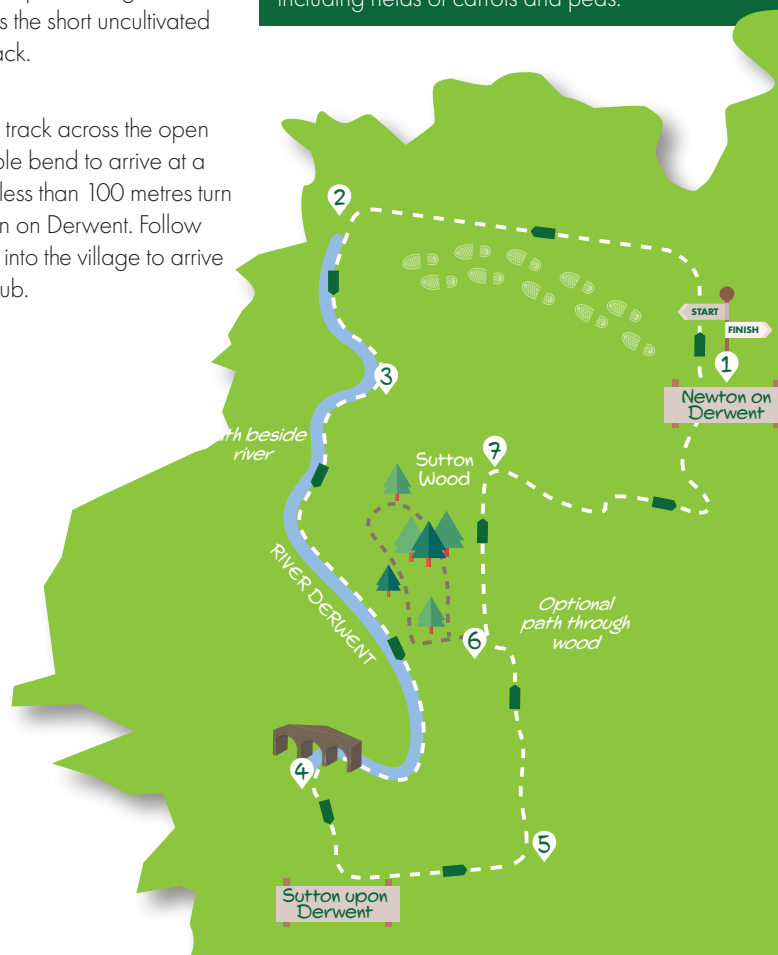 s the short uncultivated
ack.
including fields of carrots and peas.
track across the open
ble bend to arrive at a
less than 100 metres turn
n on Derwent. Follow
into the village to arrive
ub.
2
START
FINISH
1
Newton on
Derwent
3
th beside
river
Sutton
Wood
7
RIVER DERWENT
Optional
path through
wood
6
4
5
Sutton upon
Derwent